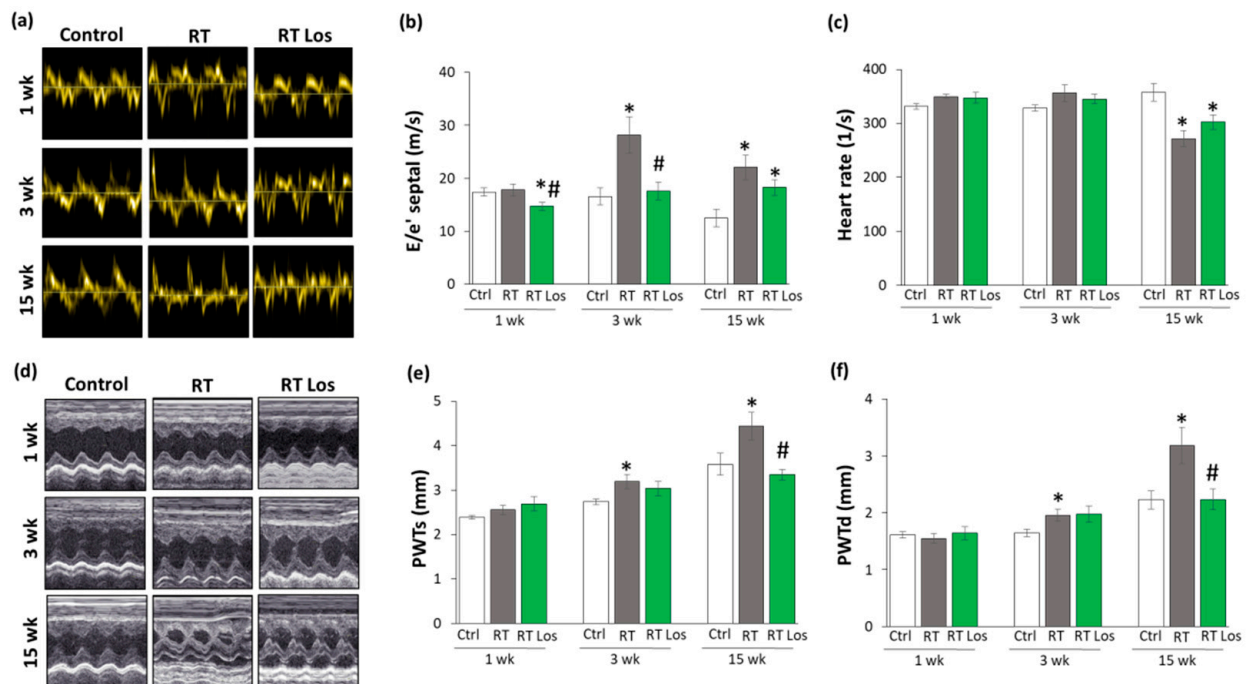 (a)
Control RT RT Los
1 wk
3 wk
15 wk
(b)
E/e' septal (m/s)
40
30
20
10
0
*#
*
#
*
*
Ctrl RT RT Los Ctrl RT RT Los Ctrl RT RT Los
1 wk 3 wk 15 wk
(c)
Heart rate (1/s)
400
300
200
100
0
*
*
Ctrl RT RT Los Ctrl RT RT Los Ctrl RT RT Los
1 wk 3 wk 15 wk
(d)
Control RT RT Los
1 wk
3 wk
15 wk
(e)
PWTs (mm)
5
4
3
2
1
0
*
*
#
Ctrl RT RT Los Ctrl RT RT Los Ctrl RT RT Los
1 wk 3 wk 15 wk
(f)
PWTd (mm)
4
3
2
1
0
*
*
#
Ctrl RT RT Los Ctrl RT RT Los Ctrl RT RT Los
1 wk 3 wk 15 wk